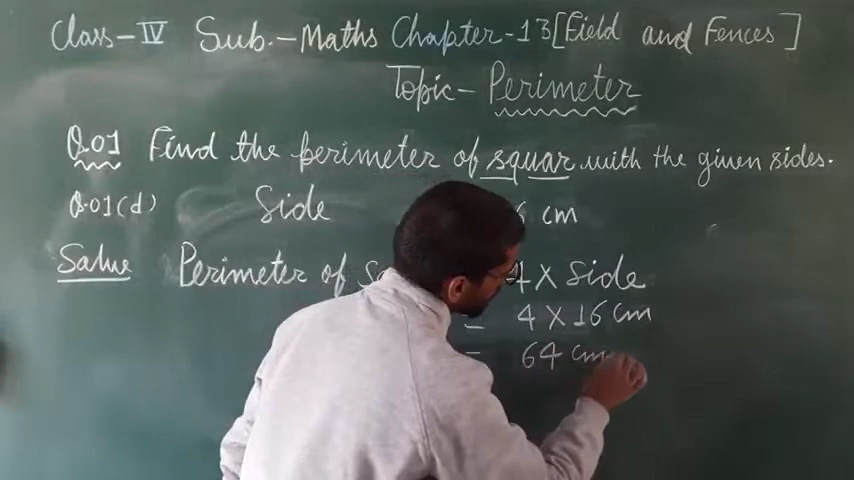 Class-IV Sub.-Maths Chapter-13[Field and Fences]
Topic- Perimeter
Q.01 Find the perimeter of squar with the given sides.
Q.01(d) Side 6 cm
Salue Perimeter of 4 X Side
= 4 X 16 cm
= 64 cm